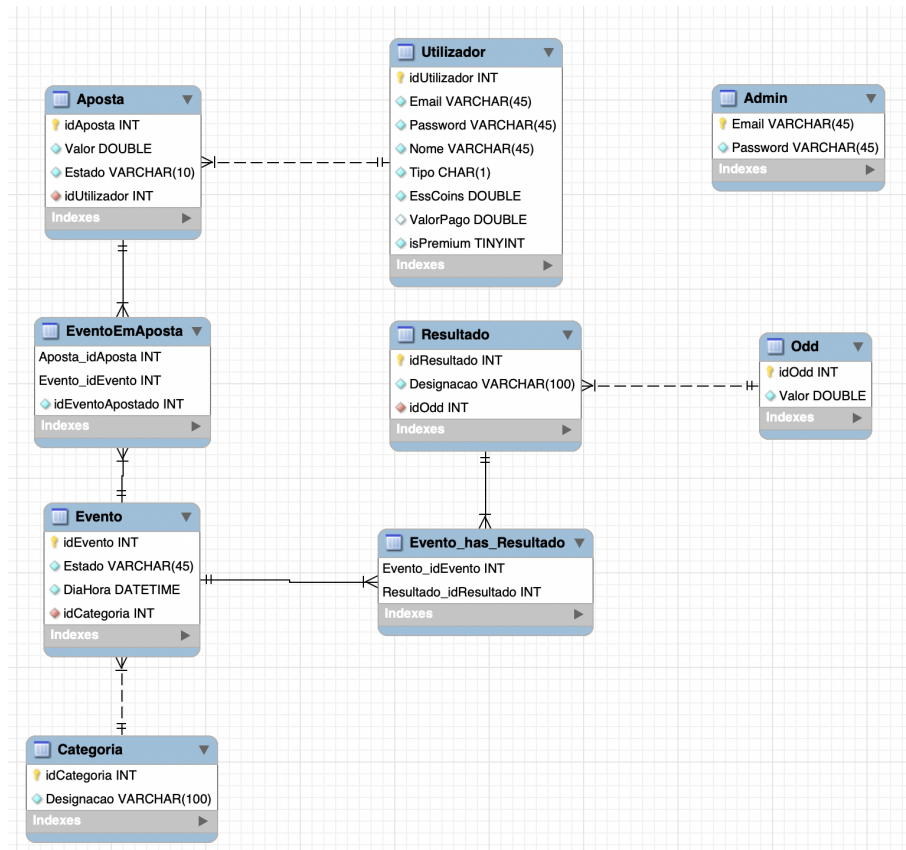 Utilizador
idUtilizador INT
Email VARCHAR(45)
Password VARCHAR(45)
Nome VARCHAR(45)
Tipo CHAR(1)
EssCoins DOUBLE
ValorPago DOUBLE
isPremium TINYINT
Indexes
Aposta
idAposta INT
Valor DOUBLE
Estado VARCHAR(10)
idUtilizador INT
Indexes
Admin
Email VARCHAR(45)
Password VARCHAR(45)
Indexes
EventoEmAposta
Aposta_idAposta INT
Evento_idEvento INT
idEventoApostado INT
Indexes
Resultado
idResultado INT
Designacao VARCHAR(100)
idOdd INT
Indexes
Odd
idOdd INT
Valor DOUBLE
Indexes
Evento
idEvento INT
Estado VARCHAR(45)
DiaHora DATETIME
idCategoria INT
Indexes
Evento_has_Resultado
Evento_idEvento INT
Resultado_idResultado INT
Indexes
Categoria
idCategoria INT
Designacao VARCHAR(100)
Indexes